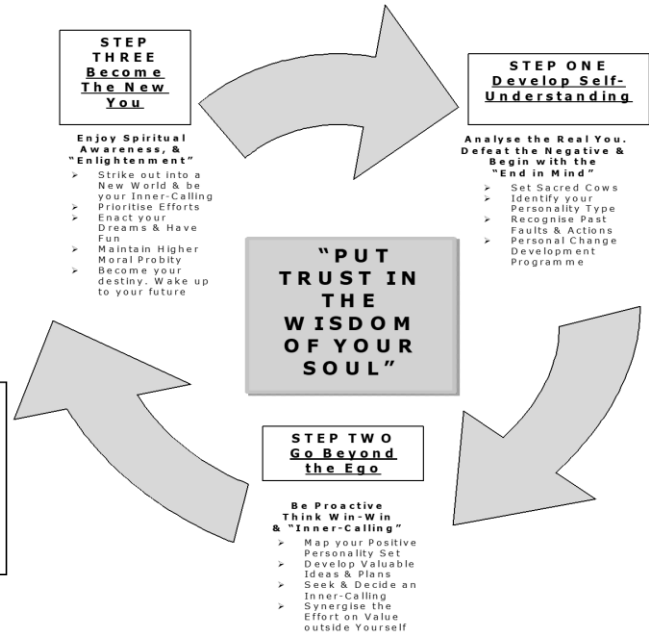 STEP
THREE
Become
The New
You
Enjoy Spiritual
Awareness, &
"Enlightenment"
➢ Strike out into a
New World & be
your Inner-Calling
➢ Prioritise Efforts
➢ Enact your
Dreams & Have
Fun
➢ Maintain Higher
Moral Probity
➢ Become your
destiny. Wake up
to your future
STEP ONE
Develop Self-
Understanding
Analyse the Real You.
Defeat the Negative &
Begin with the
"End in Mind"
➢ Set Sacred Cows
➢ Identify your
Personality Type
➢ Recognise Past
Faults & Actions
➢ Personal Change
Development
Programme
"PUT
TRUST IN
THE
WISDOM
OF YOUR
SOUL"
STEP TWO
Go Beyond
the Ego
Be Proactive
Think Win-Win
& "Inner-Calling"
➢ Map your Positive
Personality Set
➢ Develop Valuable
Ideas & Plans
➢ Seek & Decide an
Inner-Calling
➢ Synergise the
Effort on Value
outside Yourself